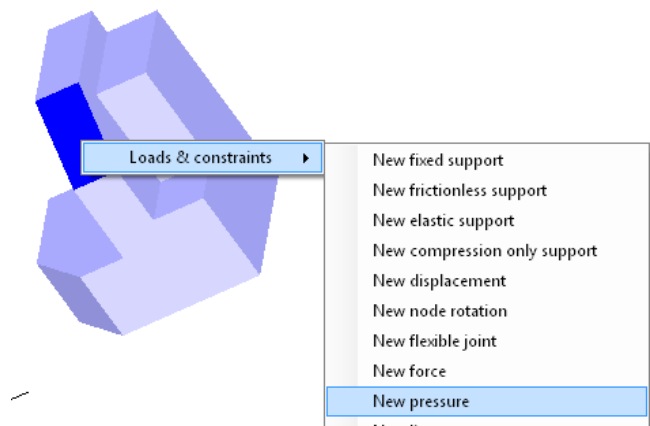 Loads & constraints
New fixed support
New frictionless support
New elastic support
New compression only support
New displacement
New node rotation
New flexible joint
New force
New pressure